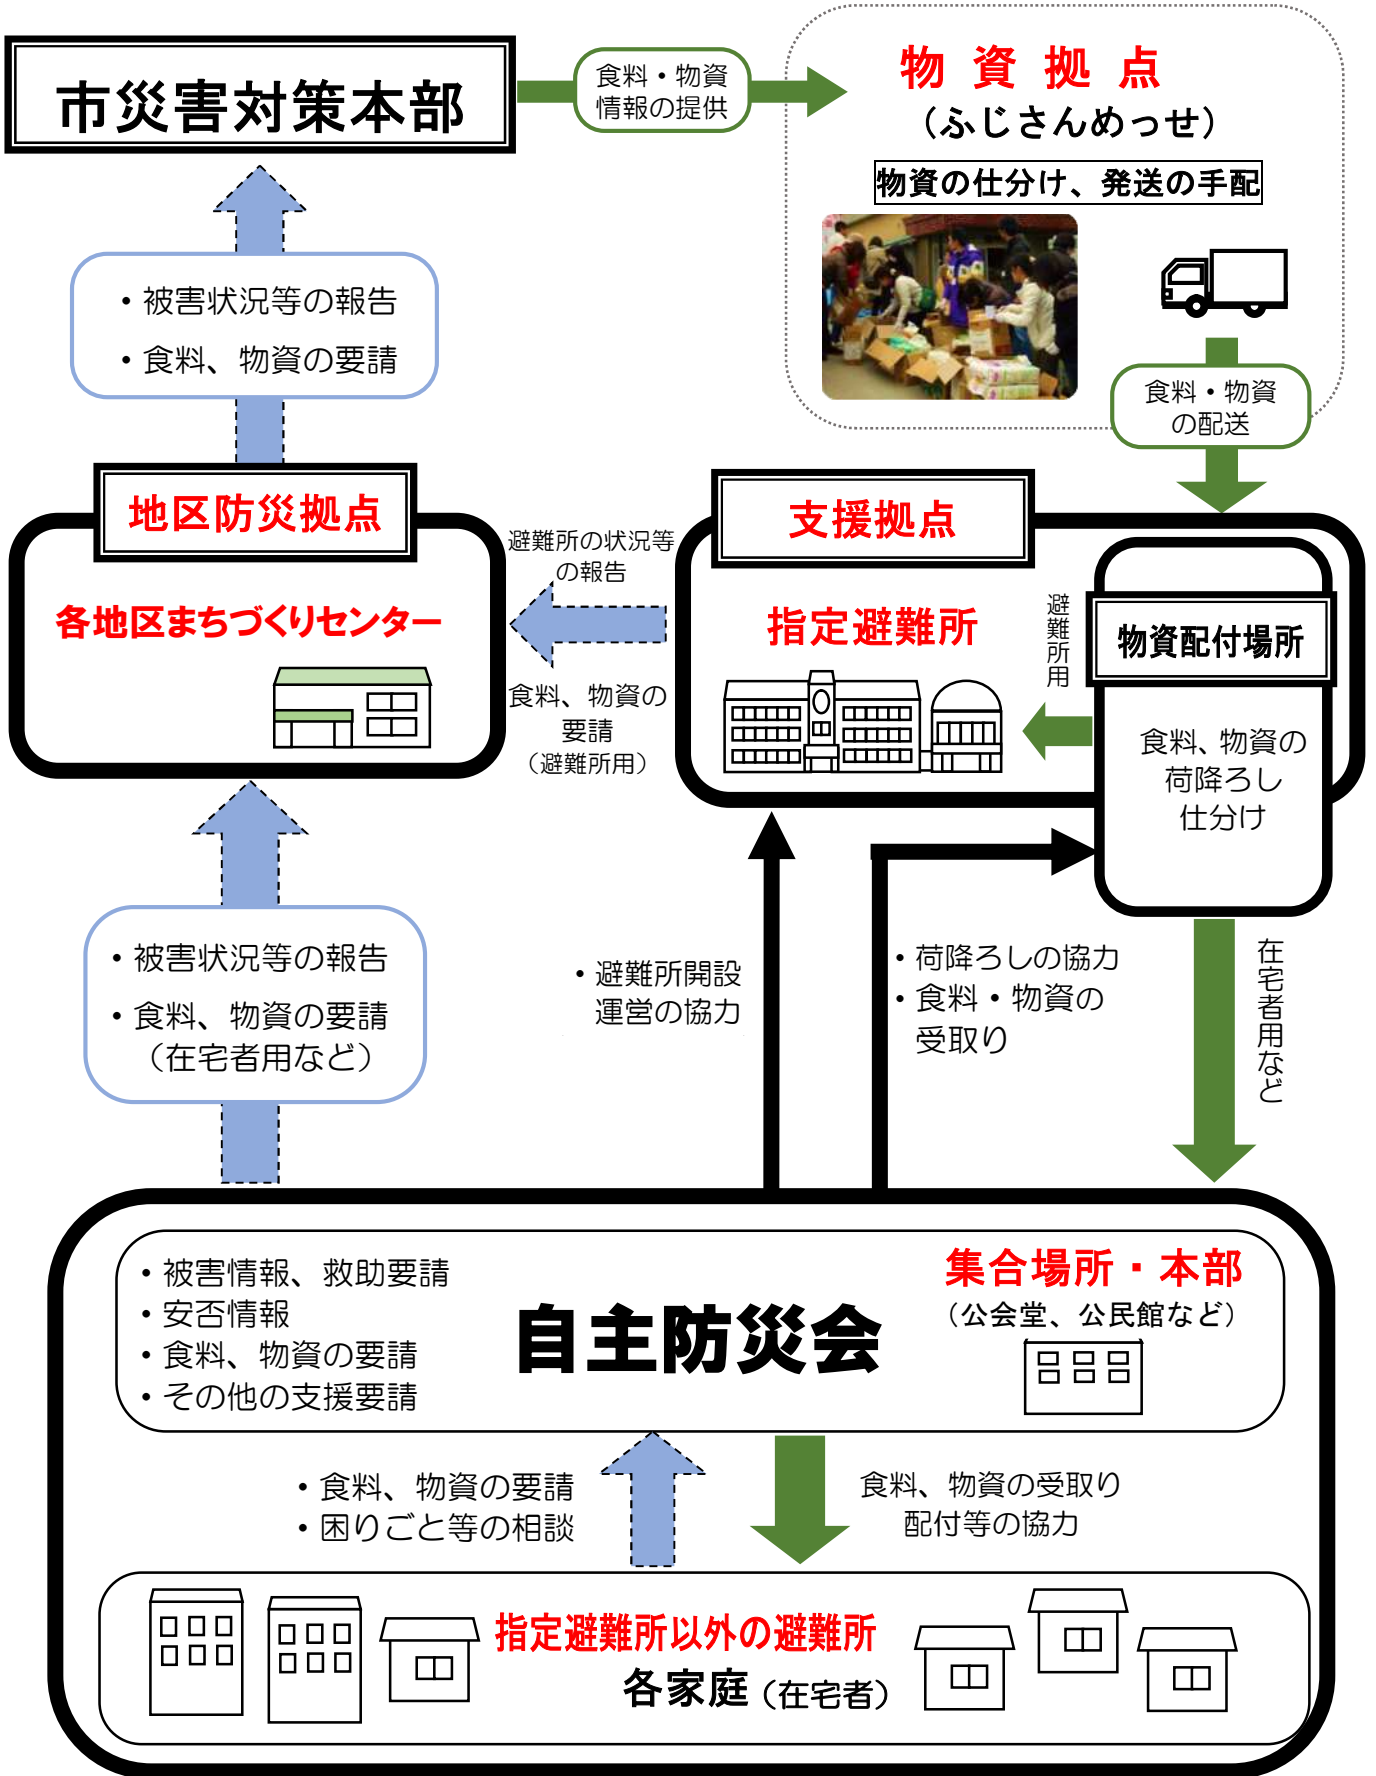 市災害対策本部
食料・物資
情報の提供
物資拠点
（ふじさんめっせ）
物資の仕分け、発送の手配
・被害状況等の報告
・食料、物資の要請
食料・物資
の配送
地区防災拠点
各地区まちづくりセンター
避難所の状況等
の報告
食料、物資の
要請
（避難所用）
支援拠点
指定避難所
避難所用
物資配付場所
食料、物資の
荷降ろし
仕分け
・被害状況等の報告
・食料、物資の要請
（在宅者用など）
・避難所開設
運営の協力
・荷降ろしの協力
・食料・物資の
受取り
在宅者用など
・被害情報、救助要請
・安否情報
・食料、物資の要請
・その他の支援要請
自主防災会
集合場所・本部
（公会堂、公民館など）
・食料、物資の要請
・困りごと等の相談
食料、物資の受取り
配付等の協力
指定避難所以外の避難所
各家庭（在宅者）